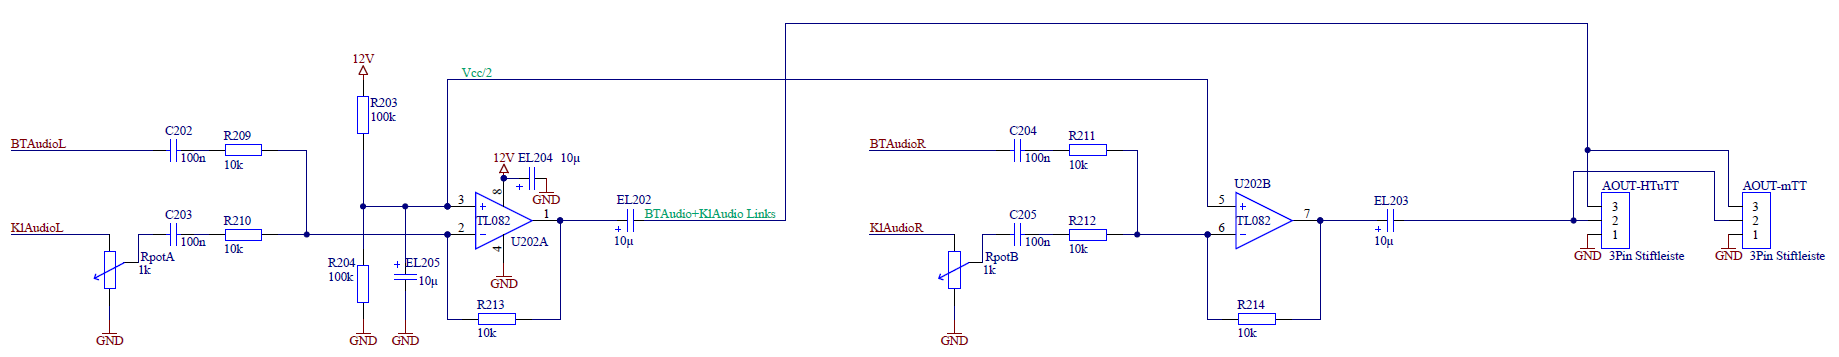 12V
R203
100k
Vcc/2
BTAudioL
C202
100n
R209
10k
12V
EL204 10µ
GND
8
3
2
TL082
1
U202A
4
GND
EL202
10µ
BTAudio+KlAudio Links
KlAudioL
C203
100n
R210
10k
RpotA
1k
GND
R204
100k
GND
EL205
10µ
GND
R213
10k
BTAudioR
C204
100n
R211
10k
KlAudioR
C205
100n
R212
10k
RpotB
1k
GND
U202B
5
6
TL082
7
R214
10k
EL203
10µ
AOUT-HTuTT
3
2
1
GND
3Pin Stiftleiste
AOUT-mTT
3
2
1
GND
3Pin Stiftleiste